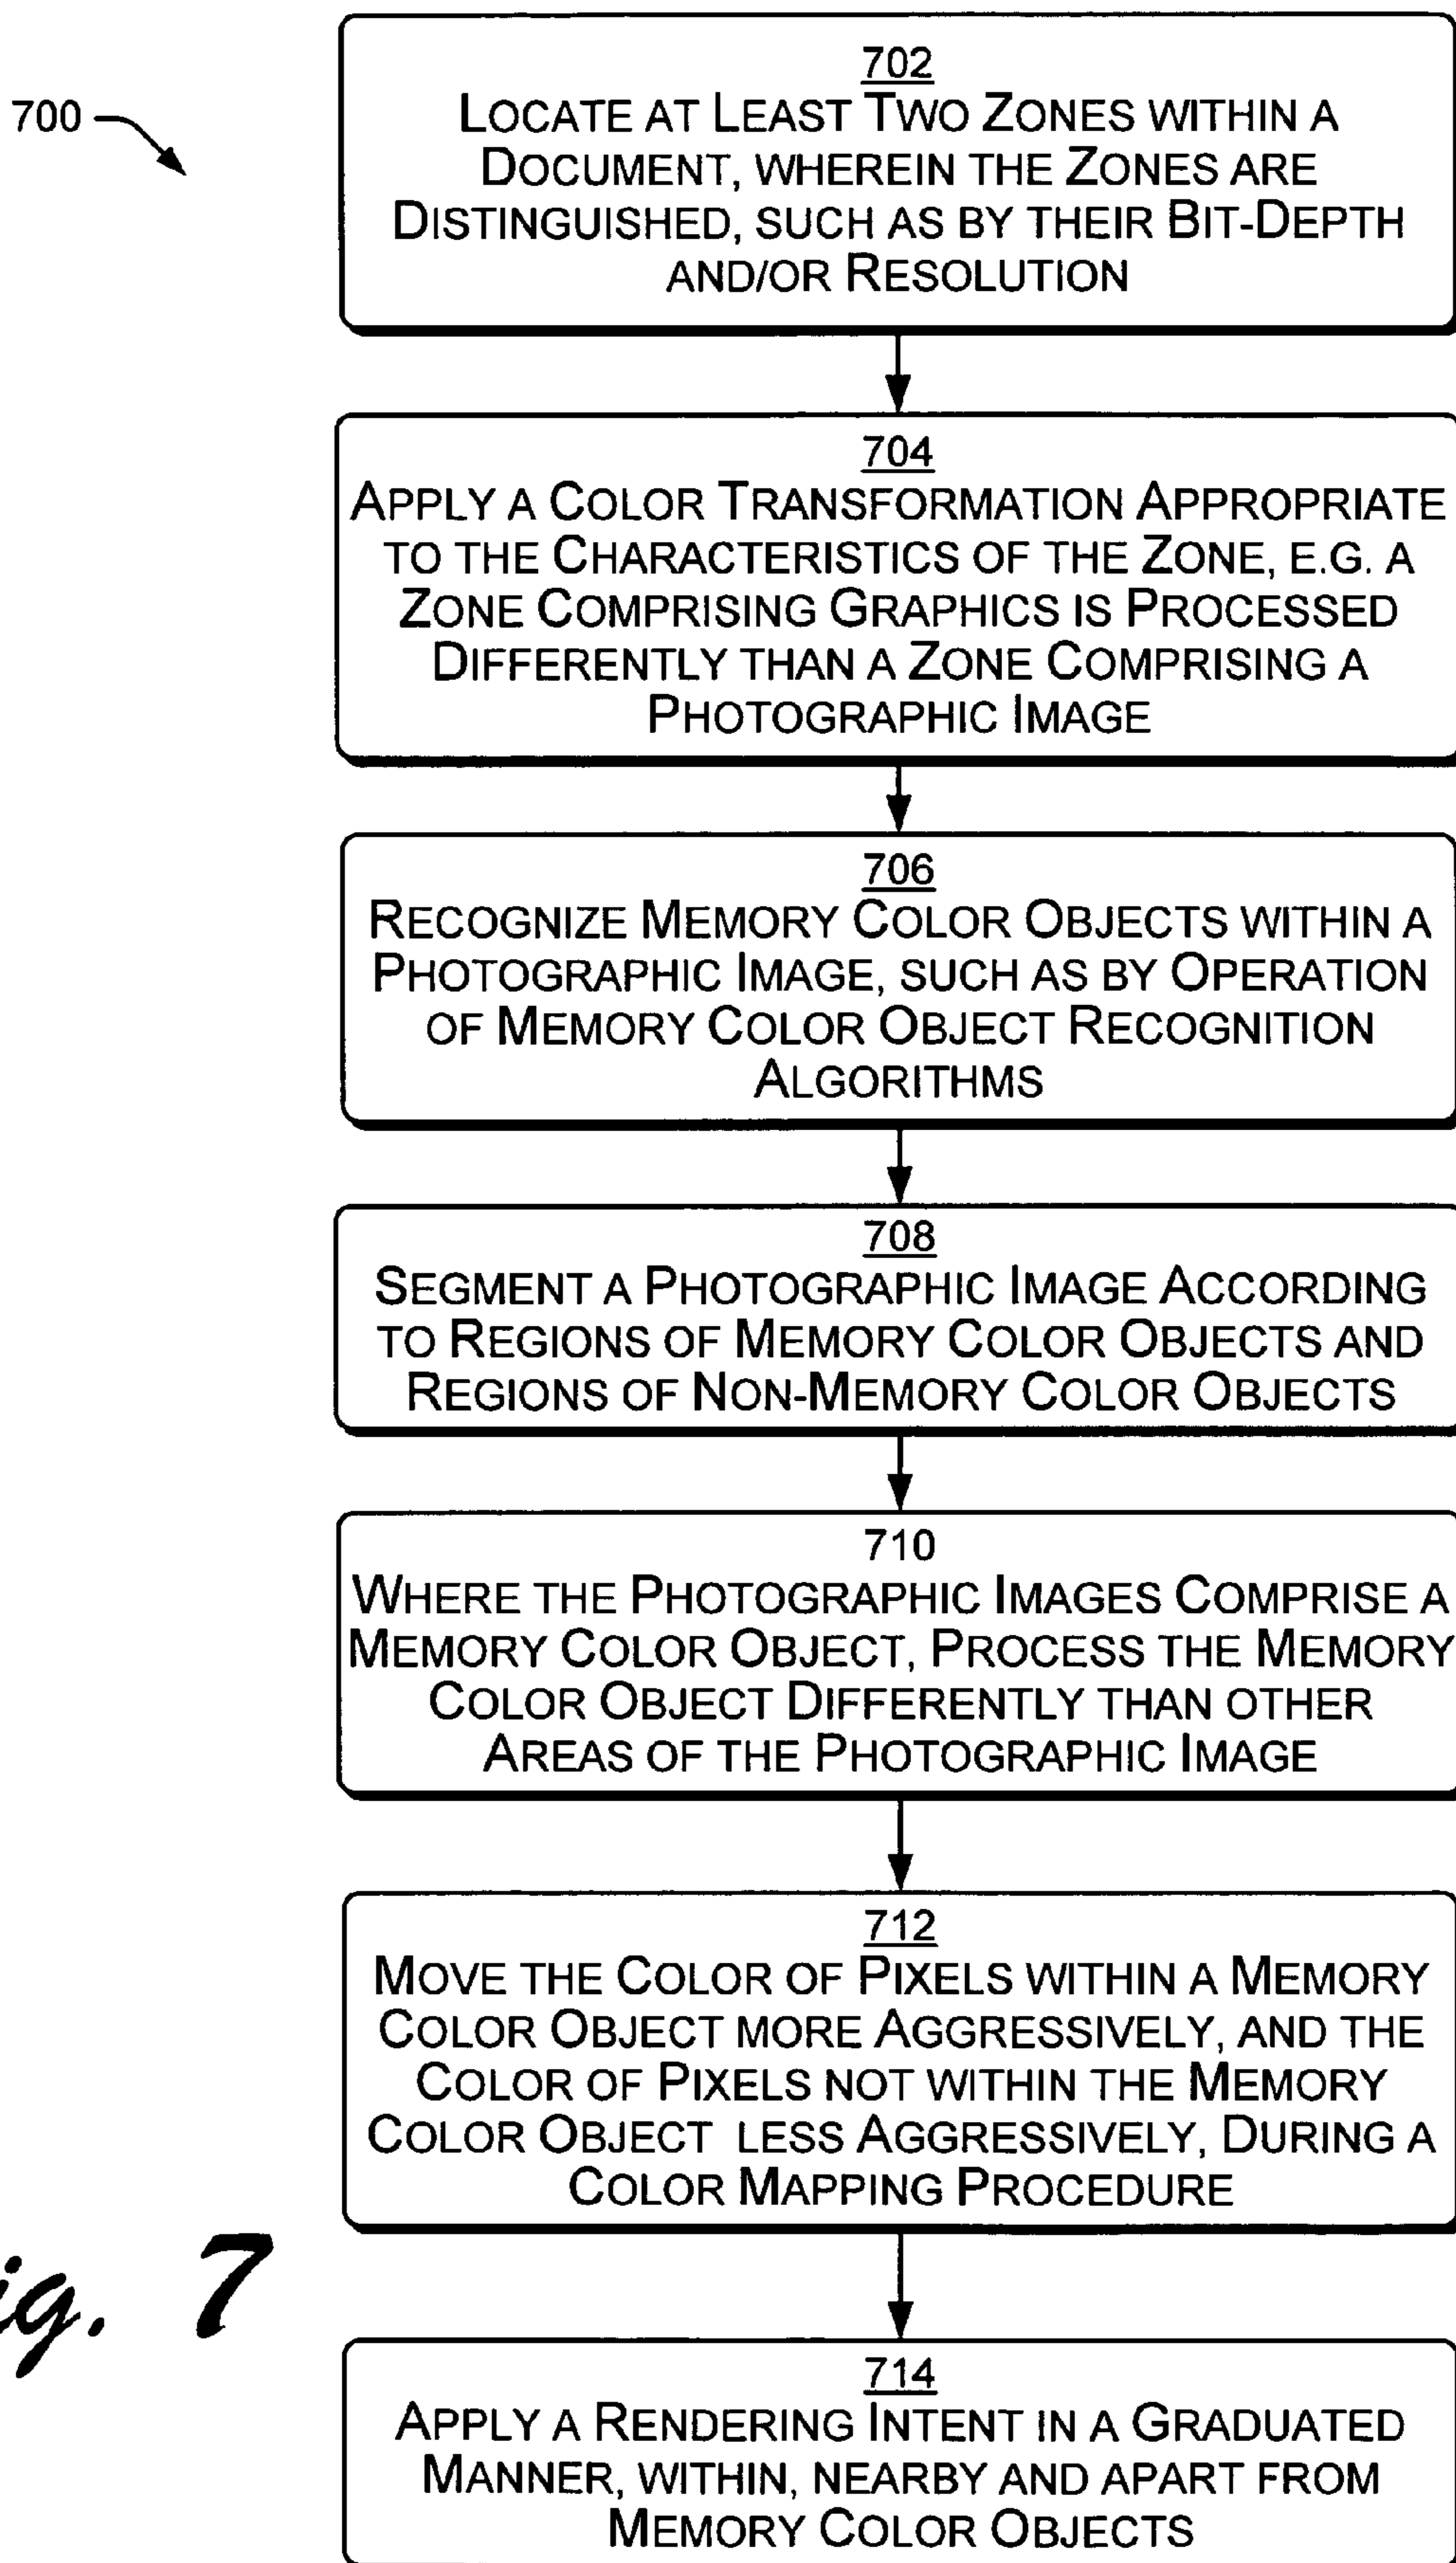 700
702
LOCATE AT LEAST TWO ZONES WITHIN A
DOCUMENT, WHEREIN THE ZONES ARE
DISTINGUISHED, SUCH AS BY THEIR BIT-DEPTH
AND/OR RESOLUTION
704
APPLY A COLOR TRANSFORMATION APPROPRIATE
TO THE CHARACTERISTICS OF THE ZONE, E.G. A
ZONE COMPRISING GRAPHICS IS PROCESSED
DIFFERENTLY THAN A ZONE COMPRISING A
PHOTOGRAPHIC IMAGE
706
RECOGNIZE MEMORY COLOR OBJECTS WITHIN A
PHOTOGRAPHIC IMAGE, SUCH AS BY OPERATION
OF MEMORY COLOR OBJECT RECOGNITION
ALGORITHMS
708
SEGMENT A PHOTOGRAPHIC IMAGE ACCORDING
TO REGIONS OF MEMORY COLOR OBJECTS AND
REGIONS OF NON-MEMORY COLOR OBJECTS
710
WHERE THE PHOTOGRAPHIC IMAGES COMPRISE A
MEMORY COLOR OBJECT, PROCESS THE MEMORY
COLOR OBJECT DIFFERENTLY THAN OTHER
AREAS OF THE PHOTOGRAPHIC IMAGE
712
MOVE THE COLOR OF PIXELS WITHIN A MEMORY
COLOR OBJECT MORE AGGRESSIVELY, AND THE
COLOR OF PIXELS NOT WITHIN THE MEMORY
COLOR OBJECT LESS AGGRESSIVELY, DURING A
COLOR MAPPING PROCEDURE
ig. 7
714
APPLY A RENDERING INTENT IN A GRADUATED
MANNER, WITHIN, NEARBY AND APART FROM
MEMORY COLOR OBJECTS